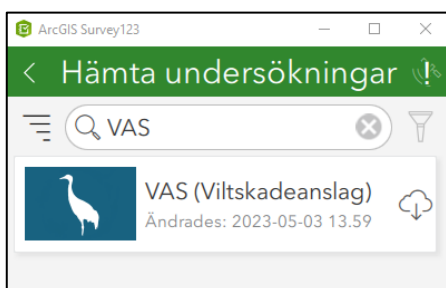 ArcGIS Survey123
Hämta undersökningar
VAS
VAS (Viltskadeanslag)
Ändrades: 2023-05-03 13.59